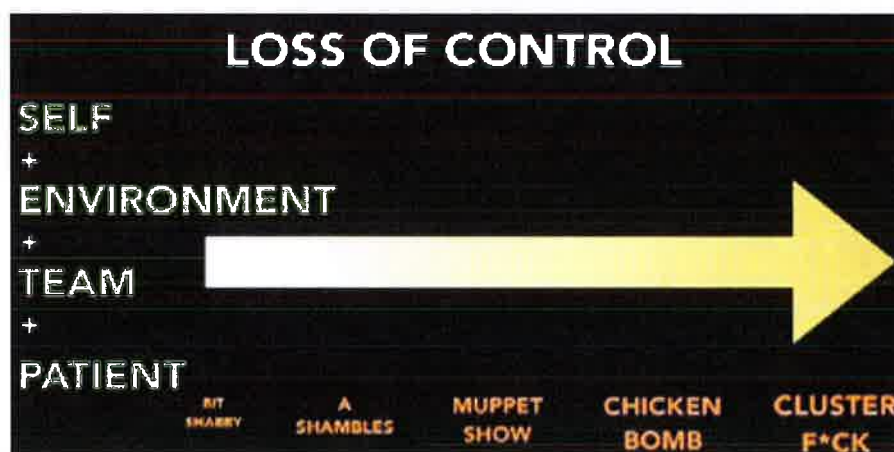 LOSS OF CONTROL
SELF
+
ENVIRONMENT
+
TEAM
+
PATIENT
BIT
SHABBY
A
SHAMBLES
MUPPET
SHOW
CHICKEN
BOMB
CLUSTER
F*CK